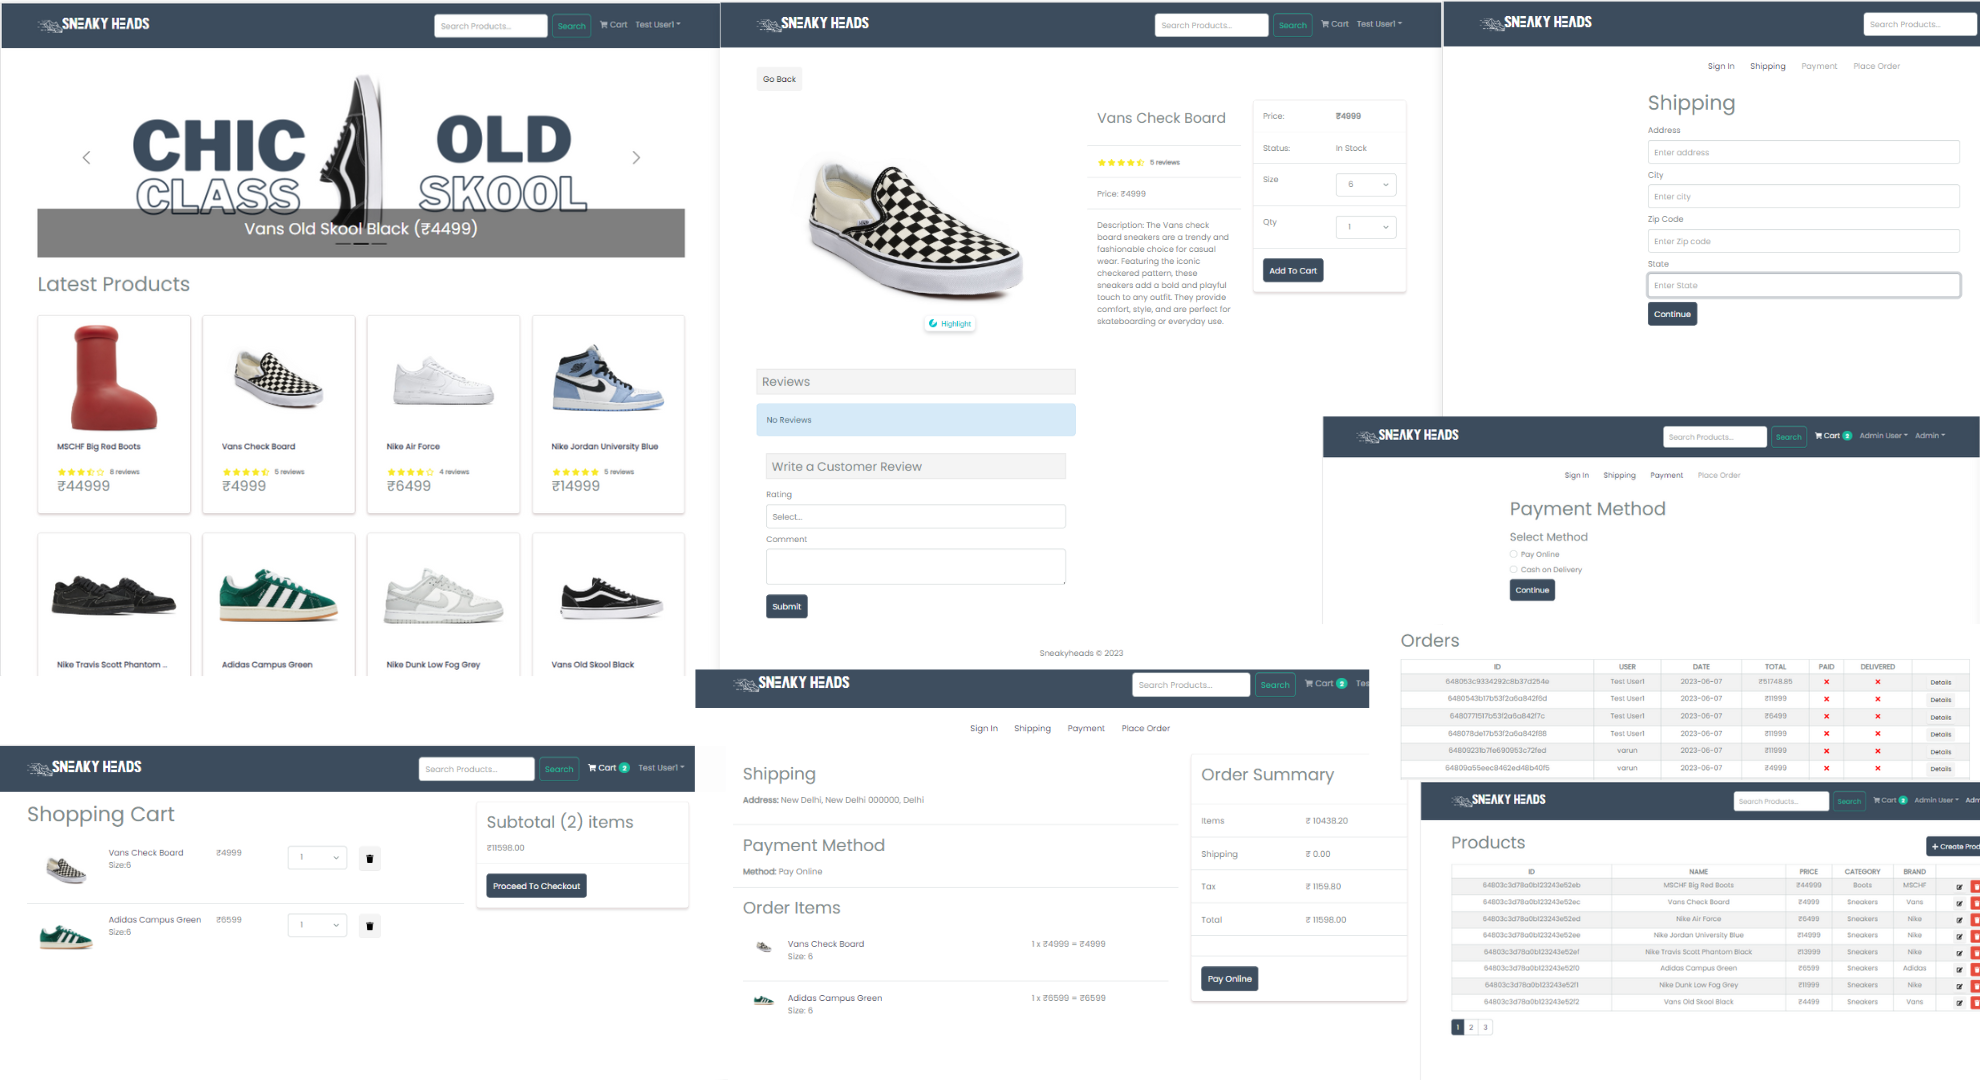 SNEAKY HEADS
Search Products...
Search
Cart
Test User1
CHIC
CLASS
OLD
SKOOL
Vans Old Skool Black (₹4499)
Latest Products
MSCHF Big Red Boots
8 reviews
₹44999
Vans Check Board
5 reviews
₹4999
Nike Air Force
4 reviews
₹6499
Nike Jordan University Blue
5 reviews
₹14999
Nike Travis Scott Phantom ...
Adidas Campus Green
Nike Dunk Low Fog Grey
Vans Old Skool Black
SNEAKY HEADS
Search Products...
Search
Cart
Test User1
Go Back
Vans Check Board
5 reviews
Price: ₹4999
Description: The Vans check
board sneakers are a trendy and
fashionable choice for casual
wear. Featuring the iconic
checkered pattern, these
sneakers add a bold and playful
touch to any outfit. They provide
comfort, style, and are perfect for
skateboarding or everyday use.
Price: ₹4999
Status: In Stock
Size 6
Qty 1
Add To Cart
Highlight
Reviews
No Reviews
Write a Customer Review
Rating
Select...
Comment
Submit
Sneakyheads © 2023
SNEAKY HEADS
Search Products...
Sign In Shipping Payment Place Order
Shipping
Address
Enter address
City
Enter city
Zip Code
Enter Zip code
State
Enter State
Continue
SNEAKY HEADS
Search Products...
Search
Cart 2
Admin User
Admin
Sign In Shipping Payment Place Order
Payment Method
Select Method
Pay Online
Cash on Delivery
Continue
Orders
ID USER DATE TOTAL PAID DELIVERED
Test User1 2023-06-07 ₹51748.85 Details
Test User1 2023-06-07 ₹11999 Details
Test User1 2023-06-07 ₹6499 Details
Test User1 2023-06-07 ₹11999 Details
varun 2023-06-07 ₹11999 Details
varun 2023-06-07 ₹4999 Details
SNEAKY HEADS
Search Products...
Search
Cart 2
Sign In Shipping Payment Place Order
Shipping
Address: New Delhi, New Delhi 000000, Delhi
Payment Method
Method: Pay Online
Order Items
Vans Check Board 1 x ₹4999 = ₹4999
Size: 6
Adidas Campus Green 1 x ₹6599 = ₹6599
Size: 6
Order Summary
Items ₹ 10438.20
Shipping ₹ 0.00
Tax ₹ 1159.80
Total ₹ 11598.00
Pay Online
SNEAKY HEADS
Search Products...
Search
Cart 2
Test User1
Shopping Cart
Vans Check Board ₹4999 1
Size:6
Adidas Campus Green ₹6599 1
Size:6
Subtotal (2) items
₹11598.00
Proceed To Checkout
SNEAKY HEADS
Search Products...
Search
Cart 2
Admin User
Products
+ Create Prod
ID NAME PRICE CATEGORY BRAND
MSCHF Big Red Boots ₹44999 Boots MSCHF
Vans Check Board ₹4999 Sneakers Vans
Nike Air Force ₹6499 Sneakers Nike
Nike Jordan University Blue ₹14999 Sneakers Nike
Nike Travis Scott Phantom Black ₹13999 Sneakers Nike
Adidas Campus Green ₹6599 Sneakers Adidas
Nike Dunk Low Fog Grey ₹11999 Sneakers Nike
Vans Old Skool Black ₹4499 Sneakers Vans
1 2 3